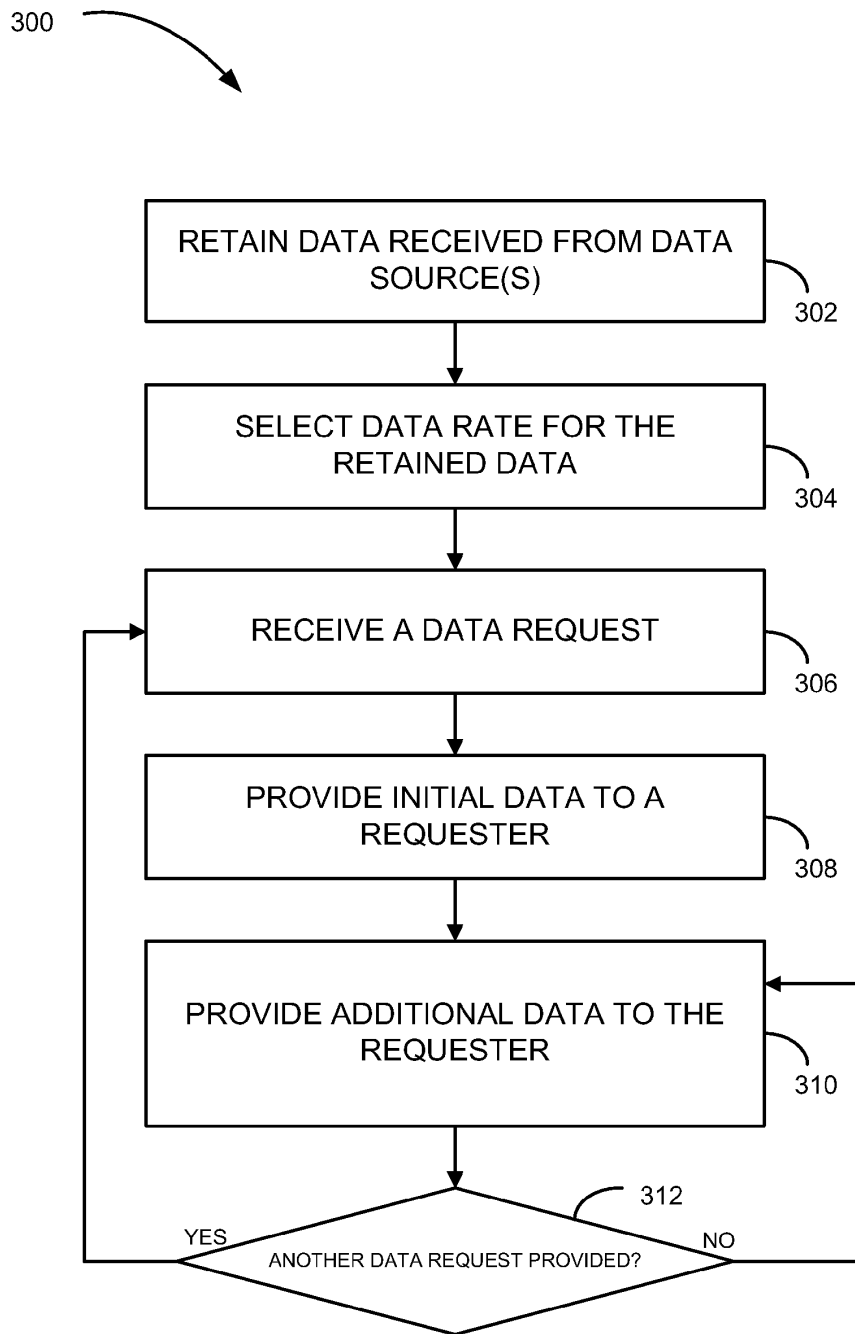 300
RETAIN DATA RECEIVED FROM DATA
SOURCE(S)
302
SELECT DATA RATE FOR THE
RETAINED DATA
304
RECEIVE A DATA REQUEST
306
PROVIDE INITIAL DATA TO A
REQUESTER
308
PROVIDE ADDITIONAL DATA TO THE
REQUESTER
310
312
YES
ANOTHER DATA REQUEST PROVIDED?
NO